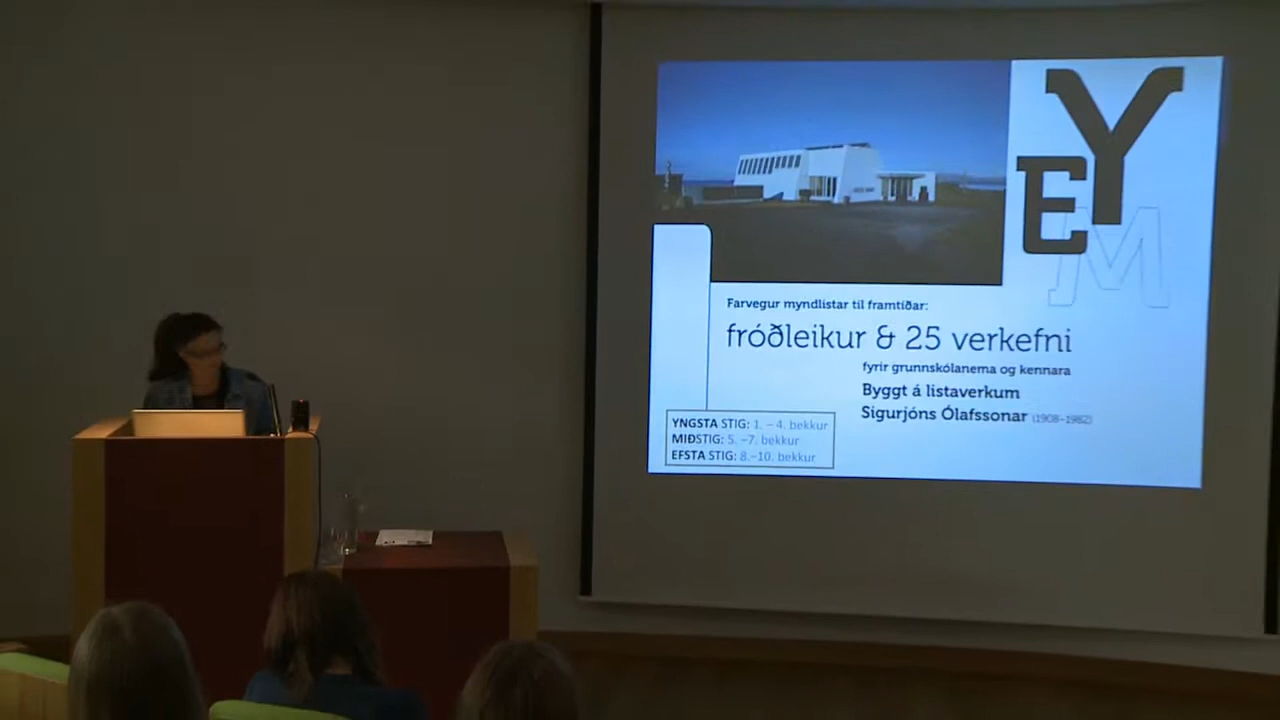 Y
E
M
Farvegur myndlistar til framtíðar:
fróðleikur & 25 verkefni
fyrir grunnskólanema og kennara
Byggt á listaverkum
Sigurjóns Ólafssonar (1908–1982)
YNGSTA STIG: 1. – 4. bekkur
MIÐSTIG: 5. –7. bekkur
EFSTA STIG: 8.–10. bekkur